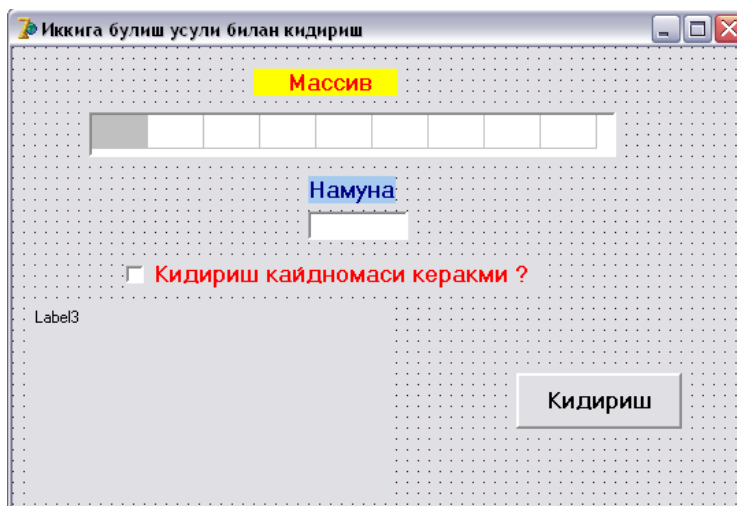 Иккига булиш усули билан кидириш
Массив
Намуна
Кидириш кайдномаси керакми ?
Label3
Кидириш